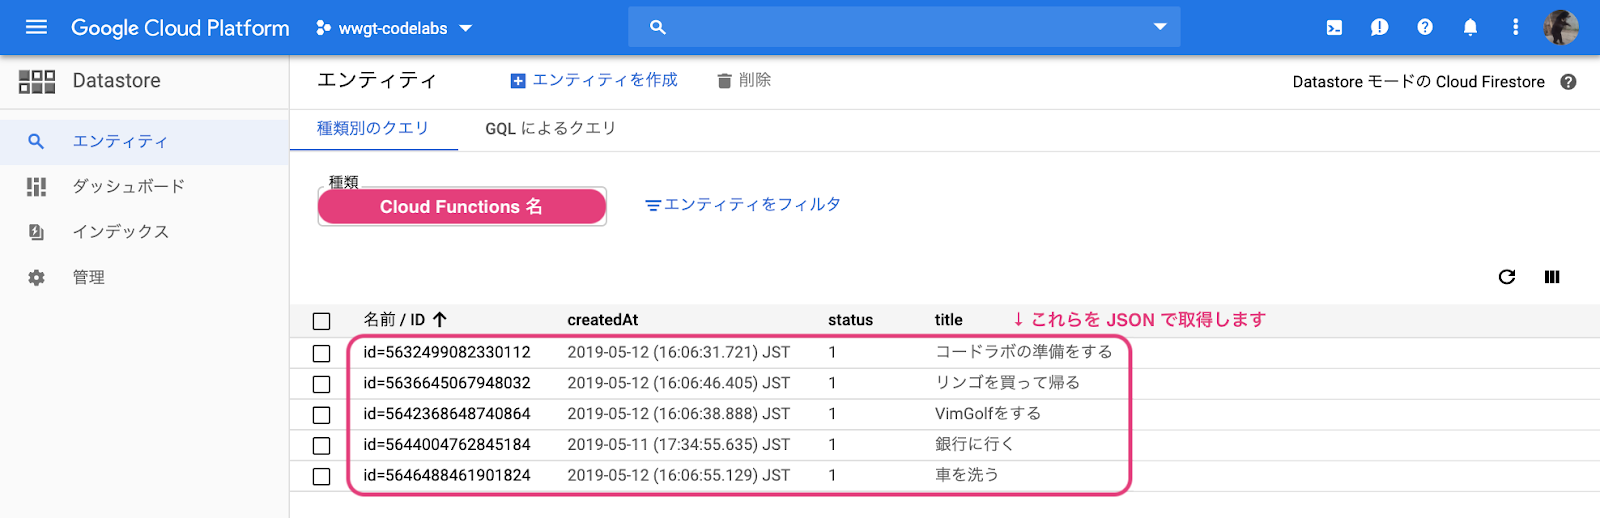 Google Cloud Platform wwgt-codelabs
Datastore
エンティティ
ダッシュボード
インデックス
管理
エンティティ エンティティを作成 削除 Datastore モードの Cloud Firestore
種類別のクエリ GQL によるクエリ
種類
Cloud Functions 名 エンティティをフィルタ
名前 / ID createdAt status title ↓ これらを JSON で取得します
id=5632499082330112 2019-05-12 (16:06:31.721) JST 1 コードラボの準備をする
id=5636645067948032 2019-05-12 (16:06:46.405) JST 1 リンゴを買って帰る
id=5642368648740864 2019-05-12 (16:06:38.888) JST 1 VimGolfをする
id=5644004762845184 2019-05-11 (17:34:55.635) JST 1 銀行に行く
id=5646488461901824 2019-05-12 (16:06:55.129) JST 1 車を洗う